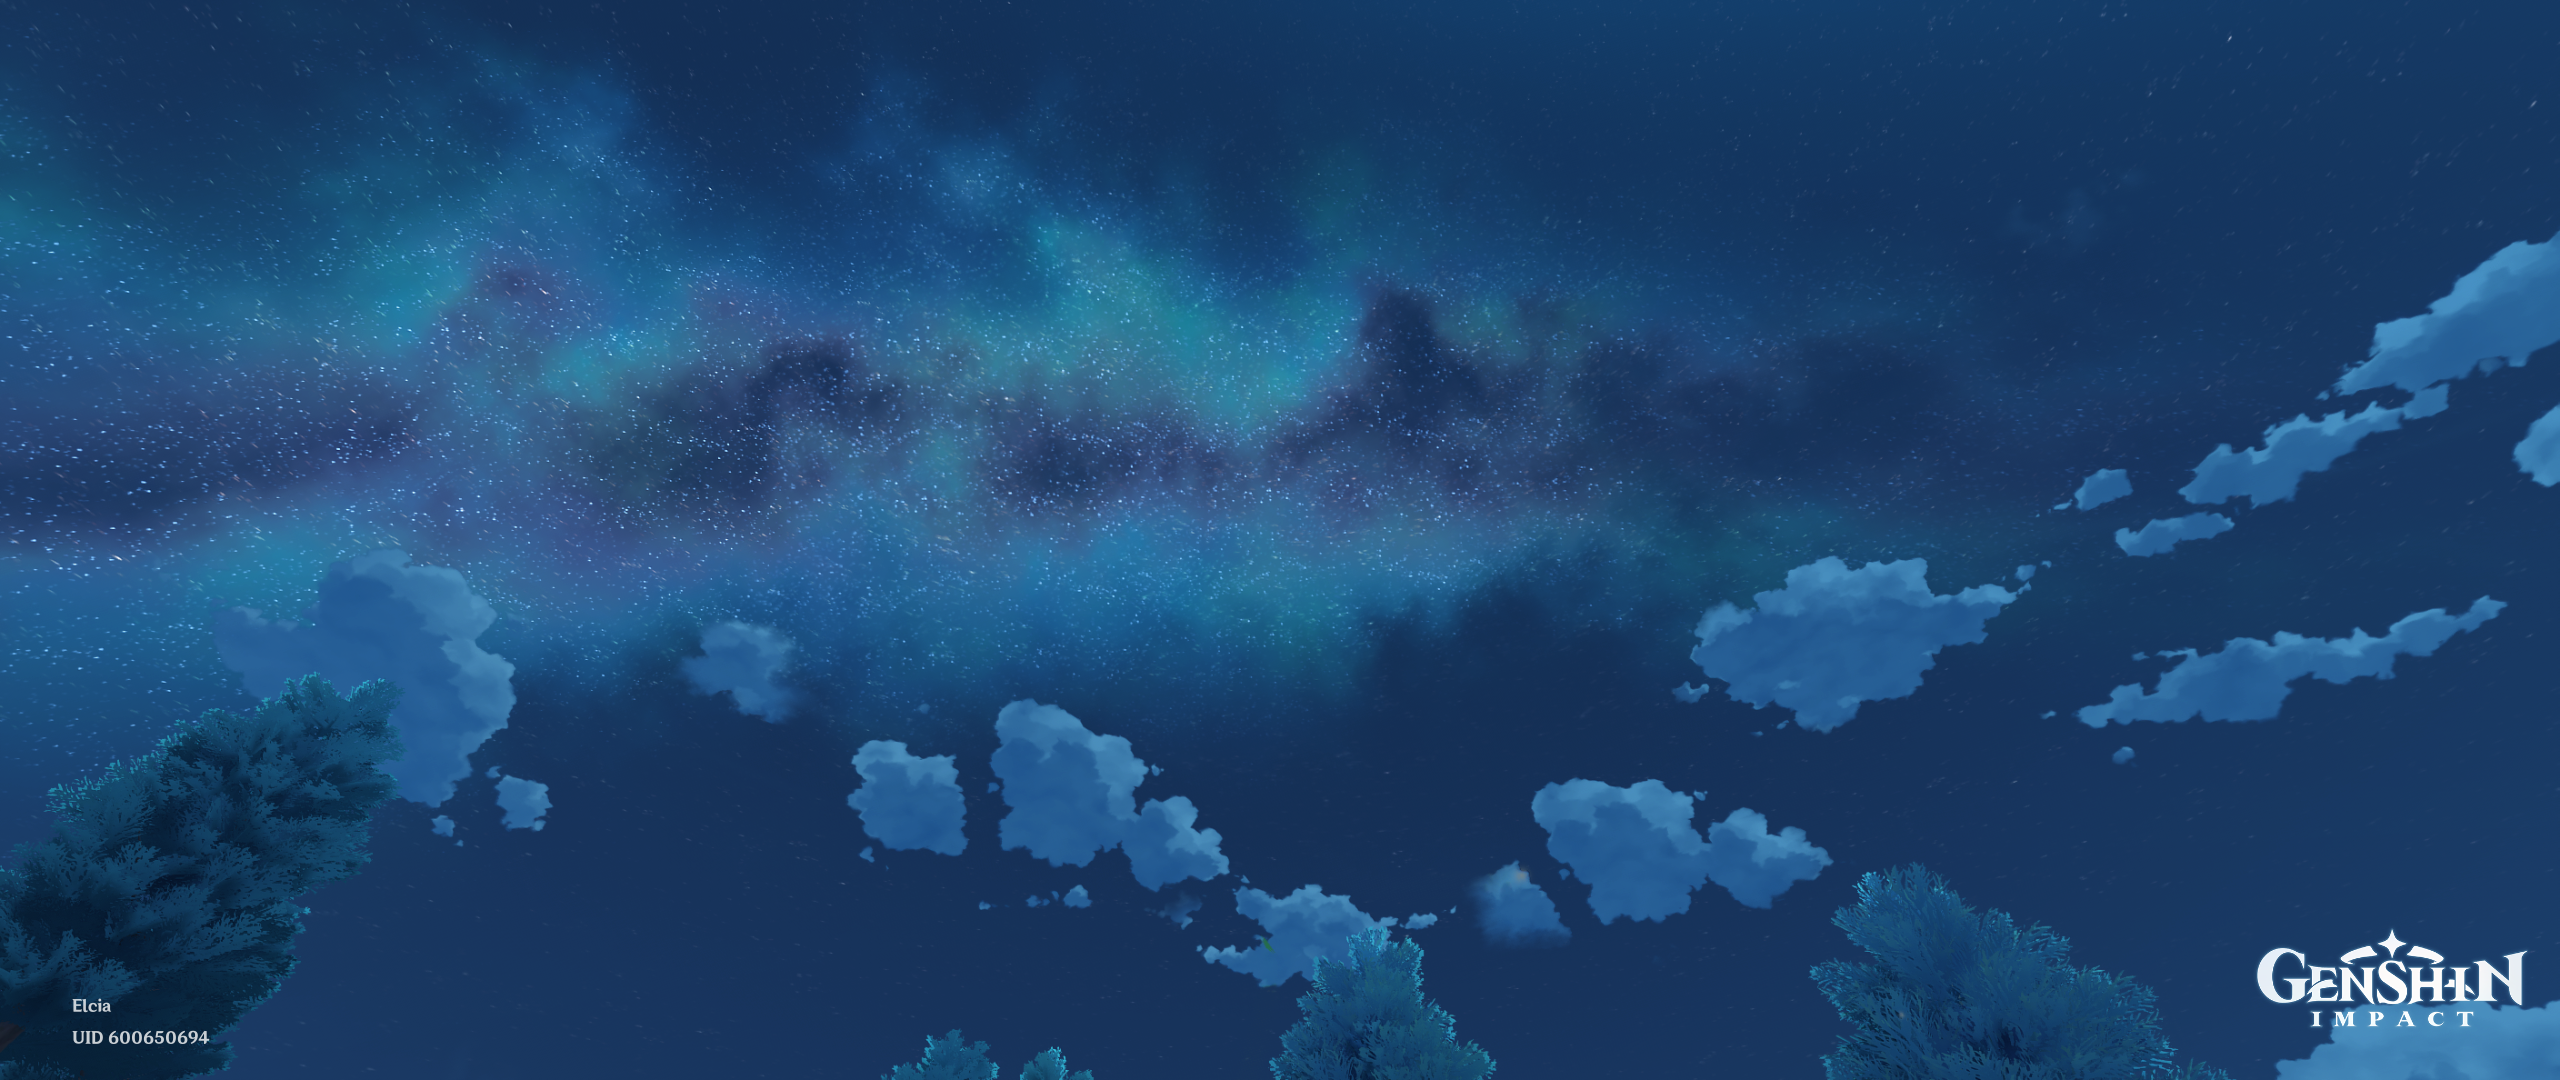 Elcia
UID 600650694
GENSHIN
IMPACT